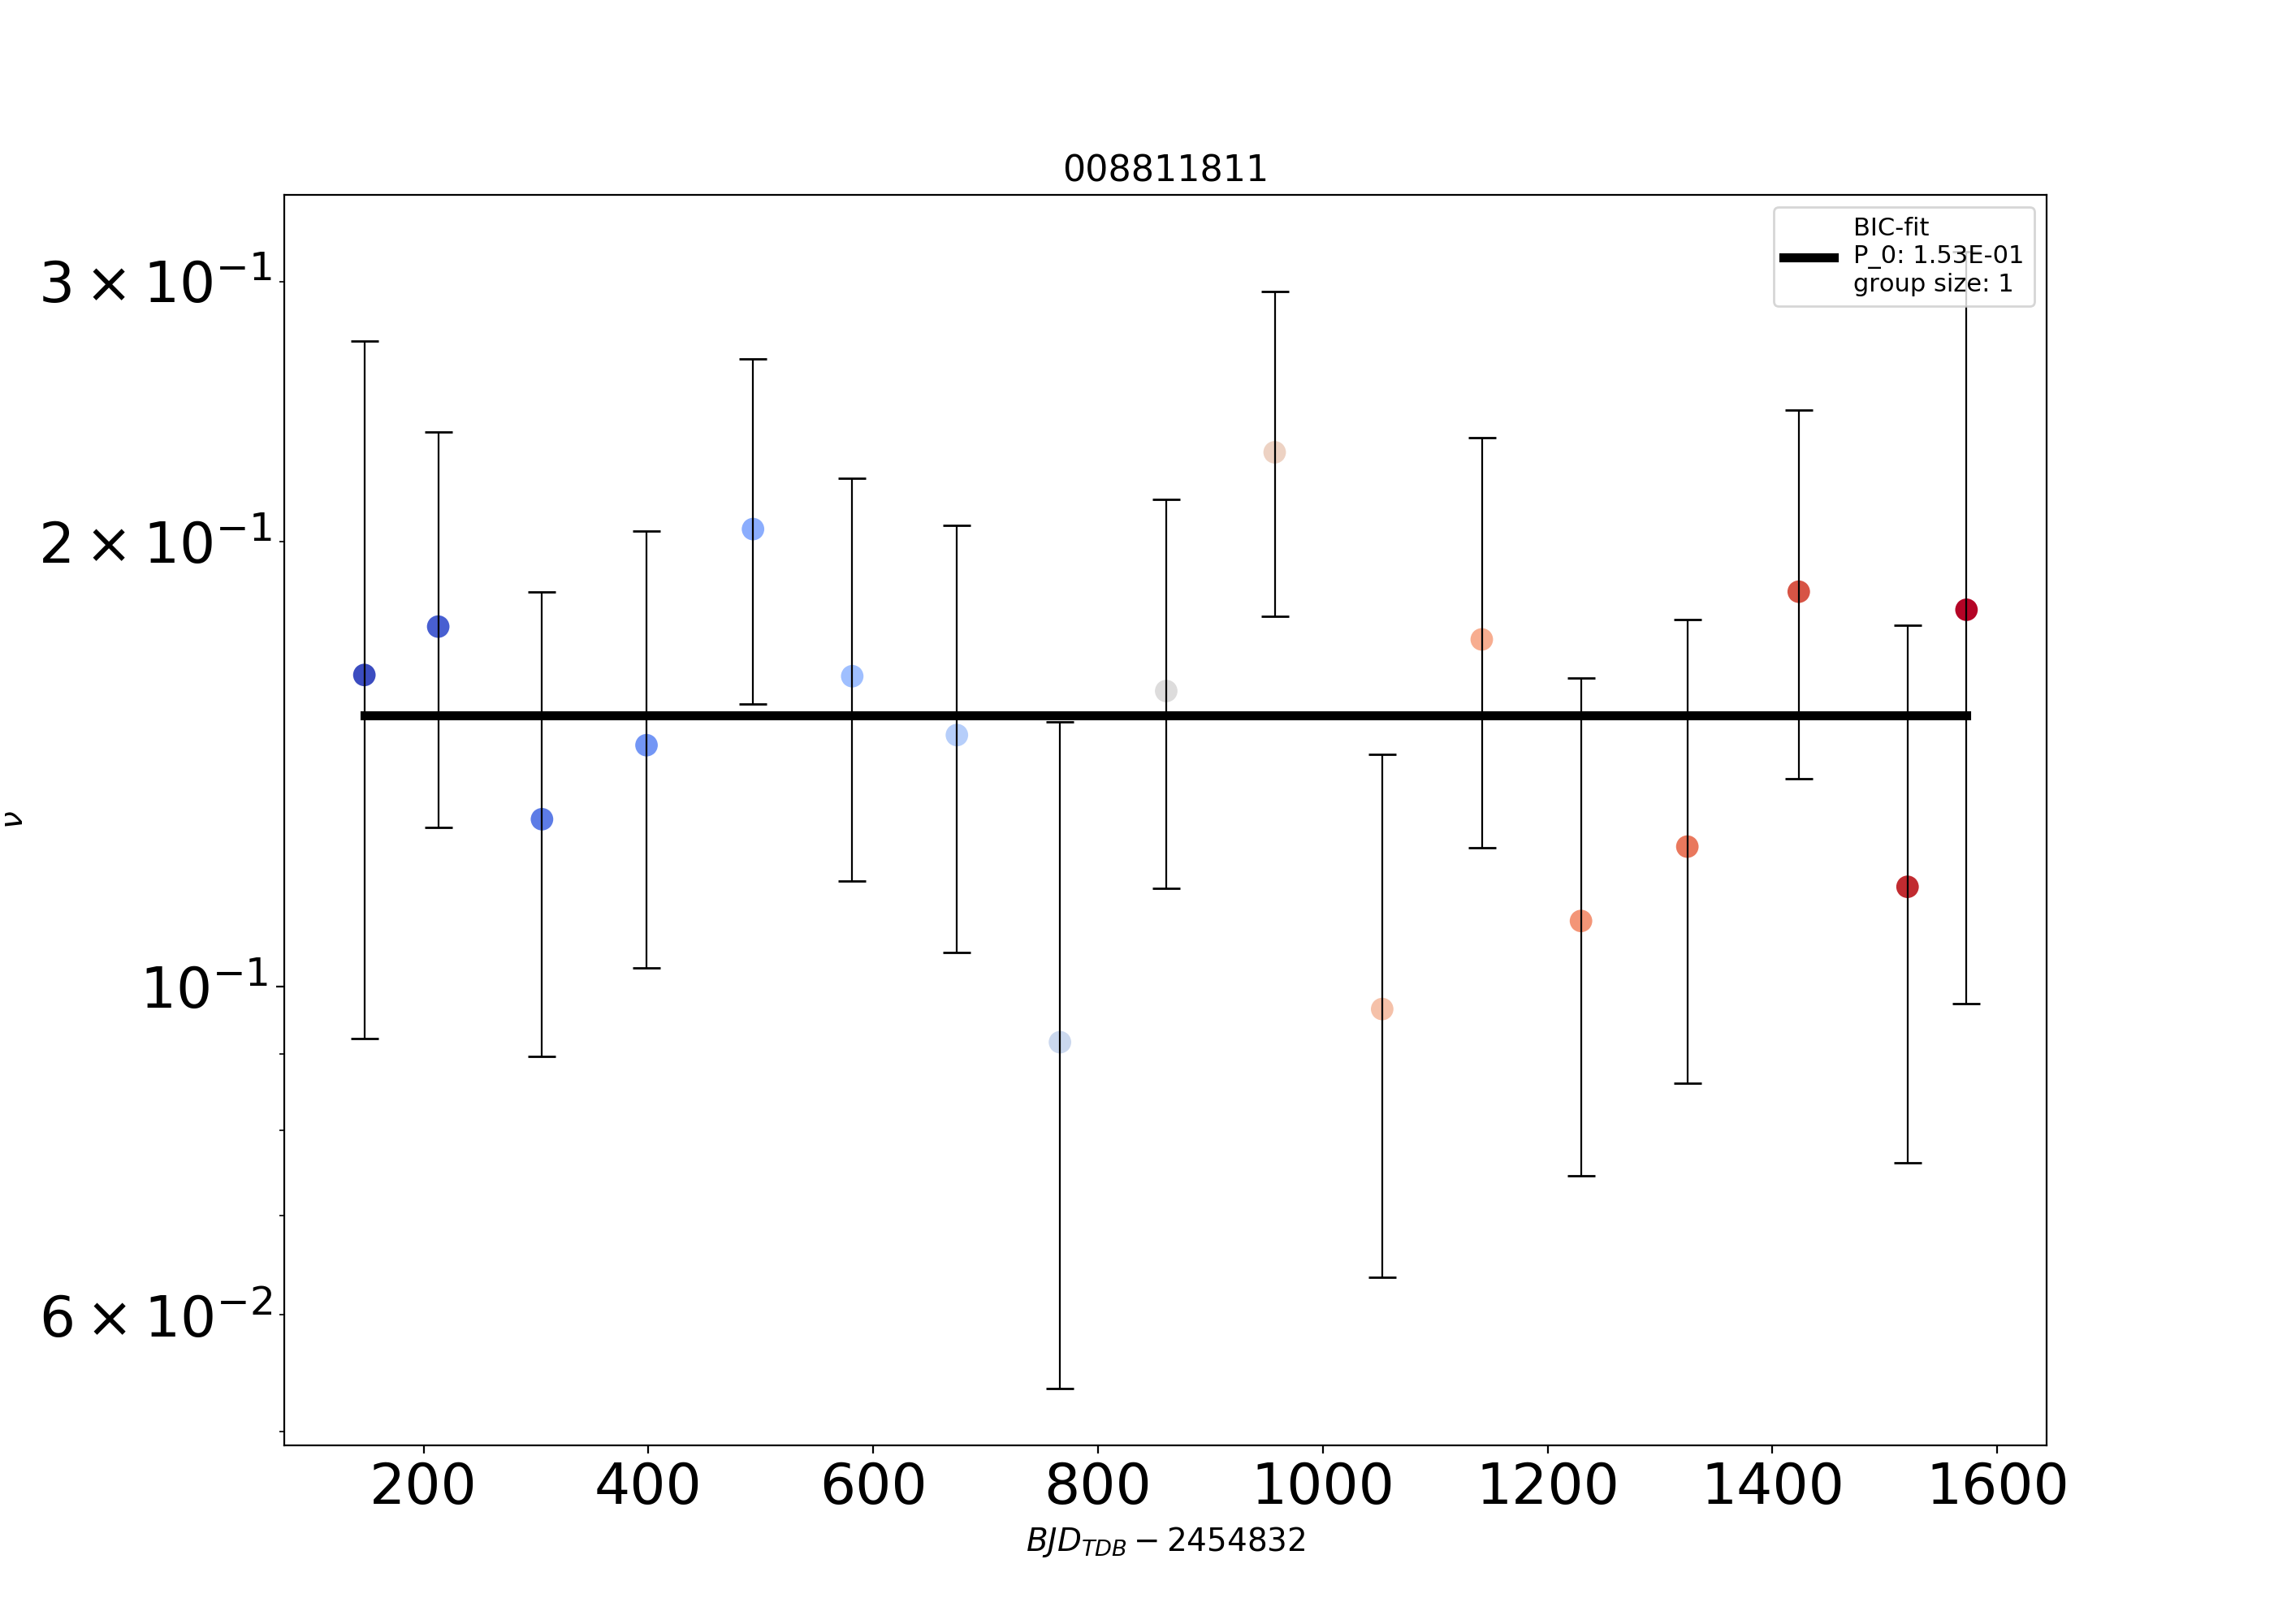 008811811
BIC-fit
P_0: 1.53E-01
group size: 1
3 × 10⁻¹
2 × 10⁻¹
10⁻¹
6 × 10⁻²
ν
200 400 600 800 1000 1200 1400 1600
BJD_TDB − 2454832